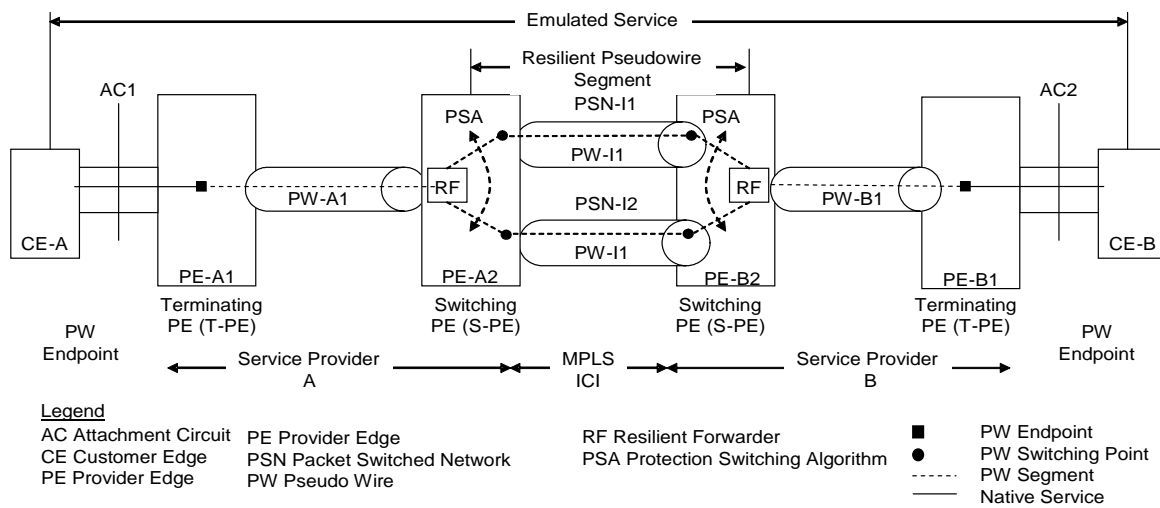 Emulated Service
Resilient Pseudowire
Segment
AC1
AC2
PSN-I1
PSA
PSA
PW-I1
RF
RF
PW-A1
PW-B1
PSN-I2
PW-I1
CE-A
CE-B
PE-A1
PE-A2
PE-B2
PE-B1
Terminating
PE (T-PE)
Switching
PE (S-PE)
Switching
PE (S-PE)
Terminating
PE (T-PE)
PW
Endpoint
PW
Endpoint
Service Provider
A
MPLS
ICI
Service Provider
B
Legend
AC Attachment Circuit
CE Customer Edge
PE Provider Edge
PE Provider Edge
PSN Packet Switched Network
PW Pseudo Wire
RF Resilient Forwarder
PSA Protection Switching Algorithm
PW Endpoint
PW Switching Point
PW Segment
Native Service